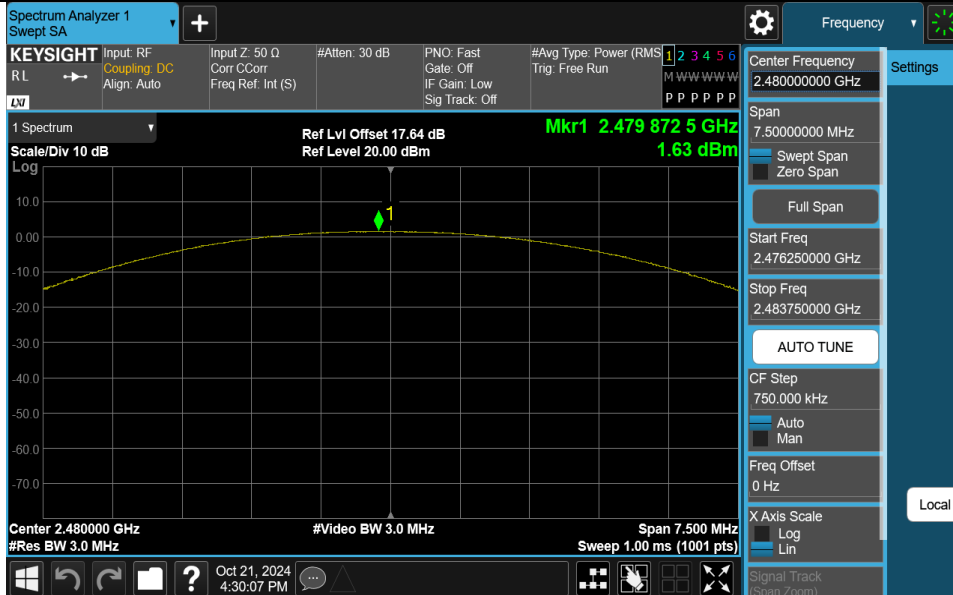 Spectrum Analyzer 1
Swept SA
+
Frequency
KEYSIGHT
R L
LXI
Input: RF
Coupling: DC
Align: Auto
Input Z: 50 Ω
Corr CCorr
Freq Ref: Int (S)
#Atten: 30 dB
PNO: Fast
Gate: Off
IF Gain: Low
Sig Track: Off
#Avg Type: Power (RMS
Trig: Free Run
1 2 3 4 5 6
M W W W W W
P P P P P P
1 Spectrum
Scale/Div 10 dB
Log
Ref Lvl Offset 17.64 dB
Ref Level 20.00 dBm
Mkr1 2.479 872 5 GHz
1.63 dBm
1
10.0
0.00
-10.0
-20.0
-30.0
-40.0
-50.0
-60.0
-70.0
Center 2.480000 GHz
#Res BW 3.0 MHz
#Video BW 3.0 MHz
Span 7.500 MHz
Sweep 1.00 ms (1001 pts)
Center Frequency
2.480000000 GHz
Span
7.50000000 MHz
Swept Span
Zero Span
Full Span
Start Freq
2.476250000 GHz
Stop Freq
2.483750000 GHz
AUTO TUNE
CF Step
750.000 kHz
Auto
Man
Freq Offset
0 Hz
X Axis Scale
Log
Lin
Signal Track
(Span Zoom)
Settings
Local
?
Oct 21, 2024
4:30:07 PM